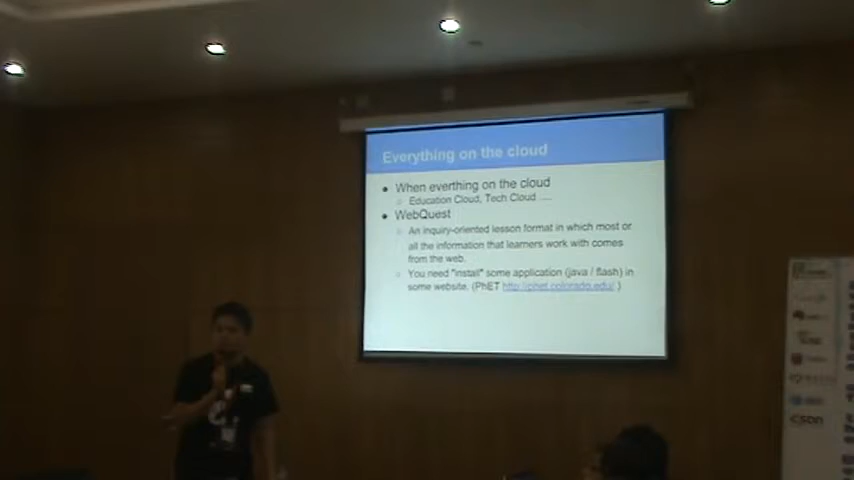 Everything on the cloud
When everthing on the cloud
Education Cloud, Tech Cloud ....
WebQuest
An inquiry-oriented lesson format in which most or
all the information that learners work with comes
from the web.
You need "install" some application (java / flash) in
some website. (PhET http://phet.colorado.edu/ )
CSDN